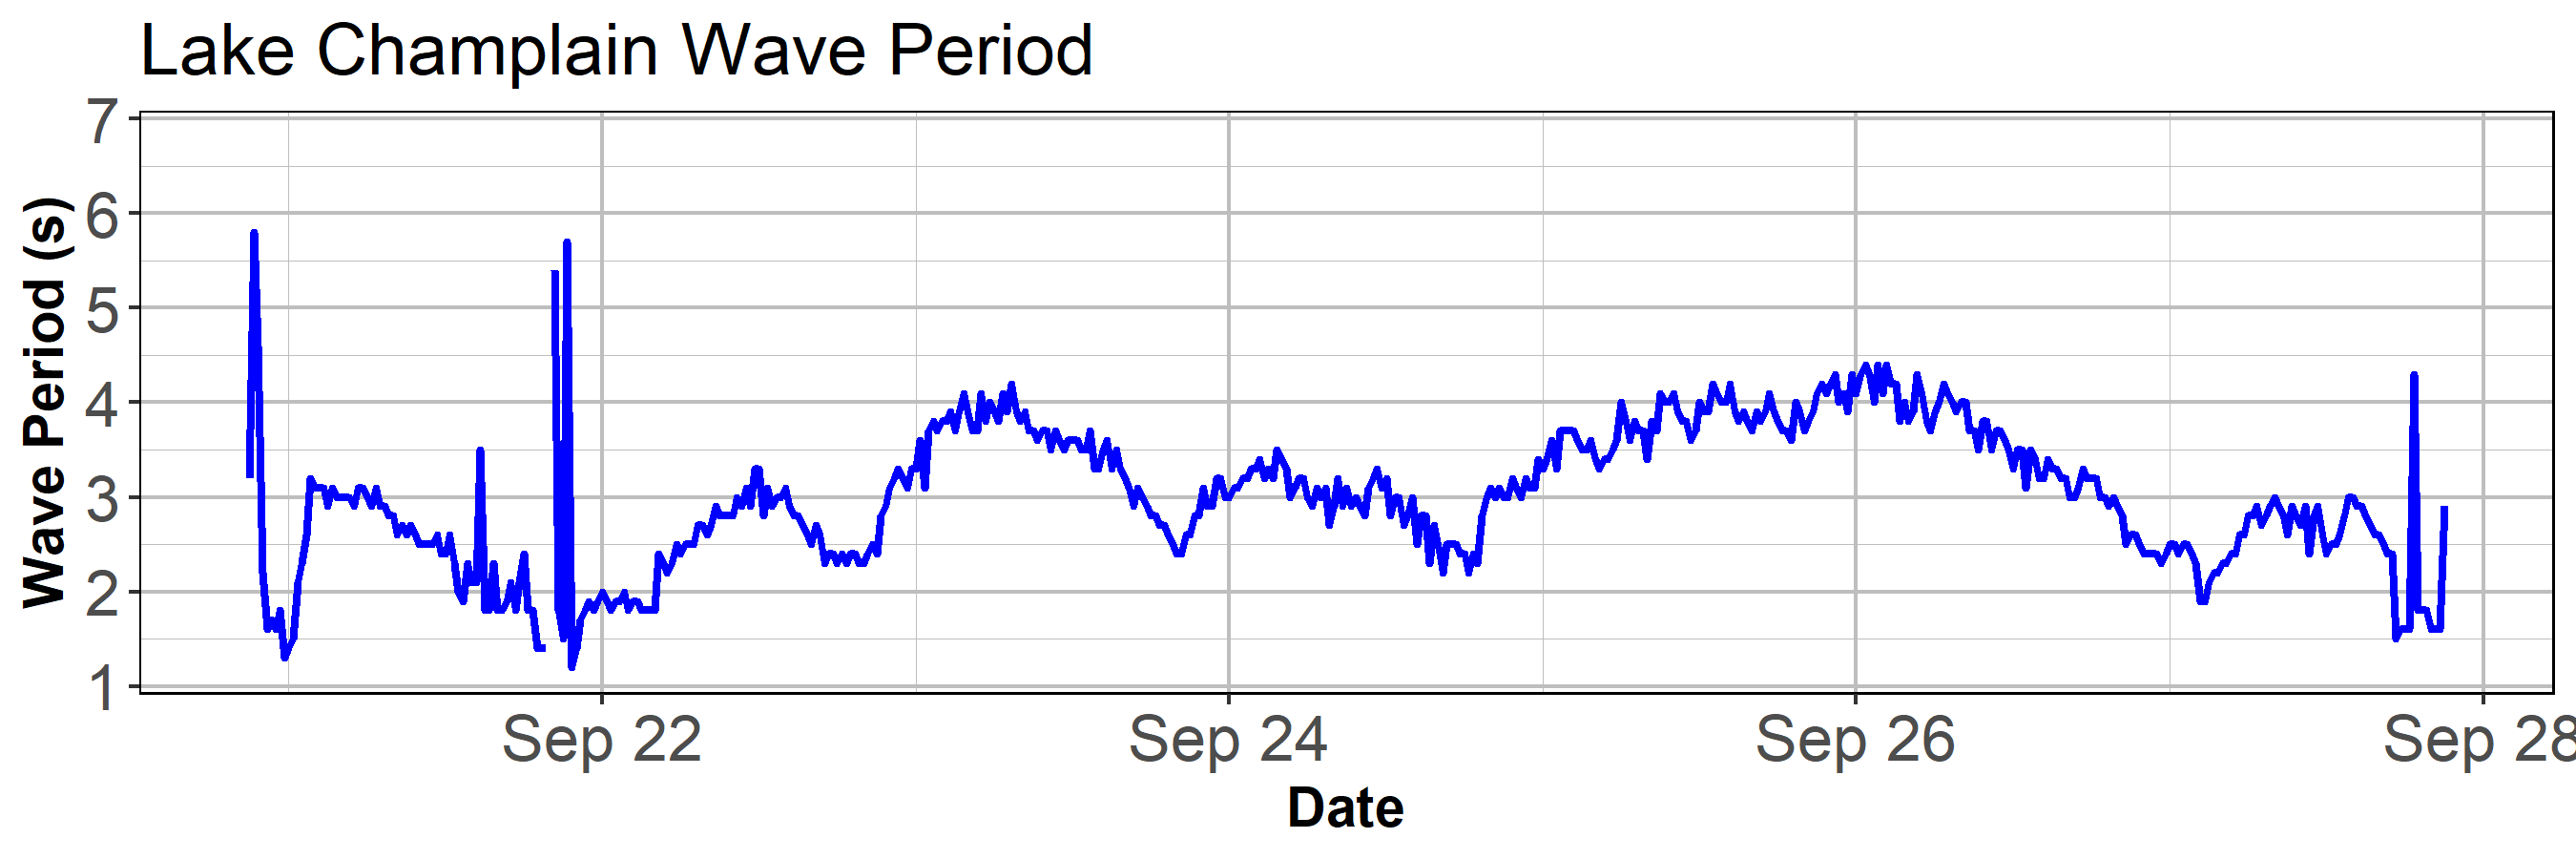 Lake Champlain Wave Period
Wave Period (s)
7
6
5
4
3
2
1
Sep 22
Sep 24
Sep 26
Sep 28
Date